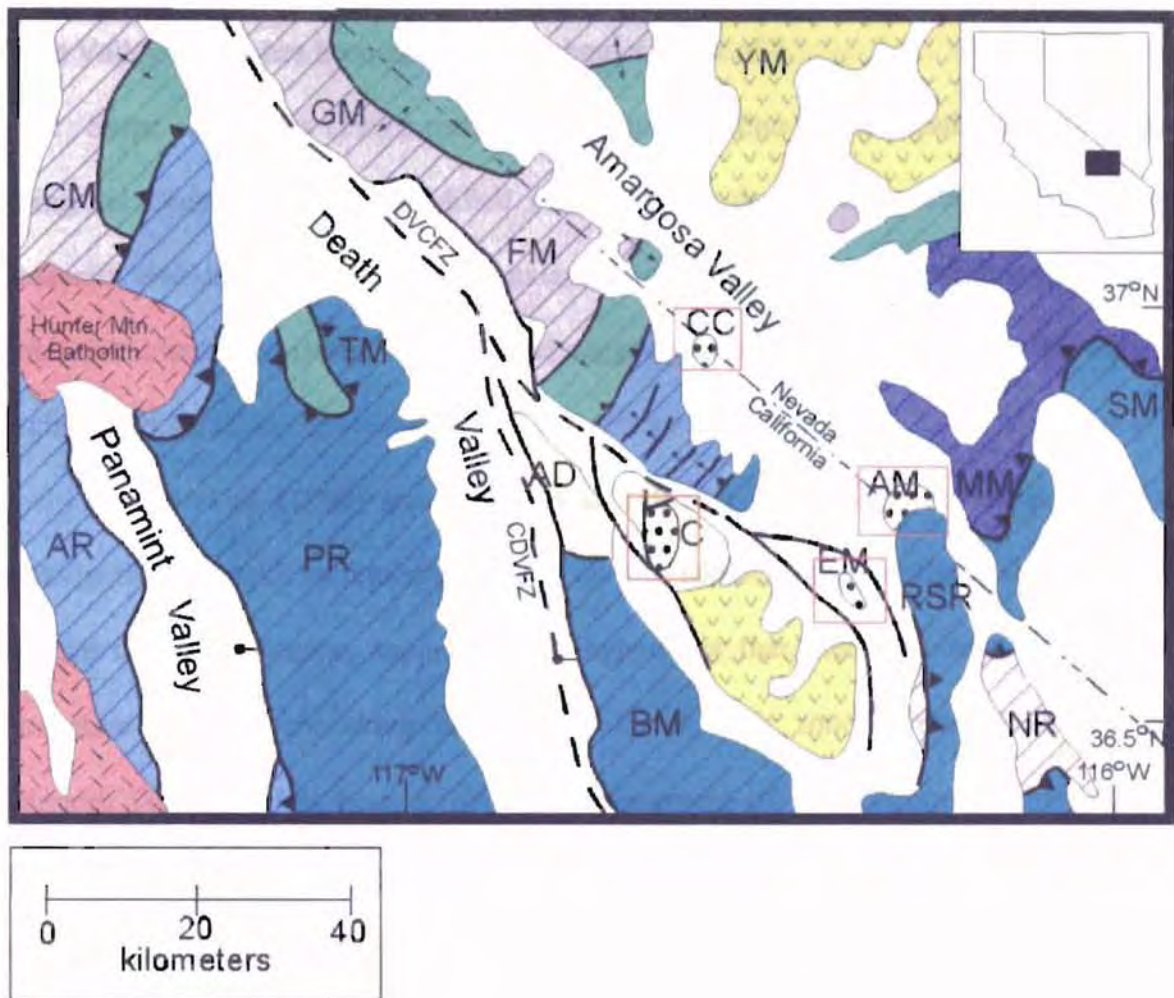 YM
GM
CM
Amargosa Valley
DVCFZ
FM
Death
Valley
37°N
CC
Hunter Mtn.
Batholith
TM
Nevada
California
SM
Panamint
Valley
AD
AM
MM
C
AR
PR
CDVFZ
EM
RSR
BM
NR
36.5°N
117°W
116°W
0
20
40
kilometers